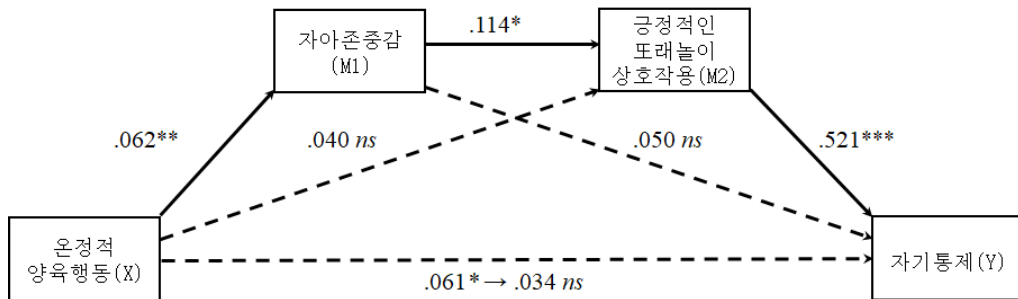 자아존중감
(M1)
.114*
긍정적인
또래놀이
상호작용(M2)
.062**
.040 ns
.050 ns
.521***
온정적
양육행동(X)
자기통제(Y)
.061* → .034 ns